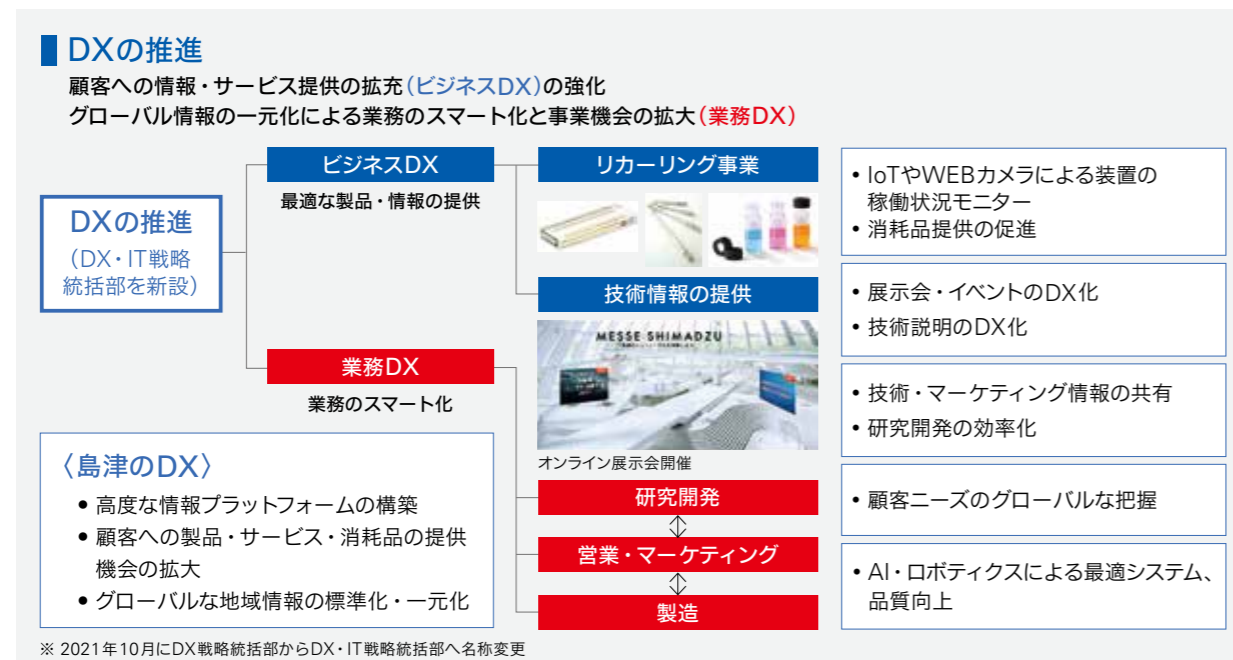 DXの推進
顧客への情報・サービス提供の拡充(ビジネスDX)の強化
グローバル情報の一元化による業務のスマート化と事業機会の拡大(業務DX)
DXの推進
(DX・IT戦略
統括部を新設)
ビジネスDX
最適な製品・情報の提供
業務DX
業務のスマート化
リカーリング事業
技術情報の提供
MESSE SHIMADZU
オンライン展示会開催
研究開発
営業・マーケティング
製造
• IoTやWEBカメラによる装置の
稼働状況モニター
• 消耗品提供の促進
• 展示会・イベントのDX化
• 技術説明のDX化
• 技術・マーケティング情報の共有
• 研究開発の効率化
• 顧客ニーズのグローバルな把握
• AI・ロボティクスによる最適システム、
品質向上
〈島津のDX〉
• 高度な情報プラットフォームの構築
• 顧客への製品・サービス・消耗品の提供
機会の拡大
• グローバルな地域情報の標準化・一元化
※ 2021年10月にDX戦略統括部からDX・IT戦略統括部へ名称変更